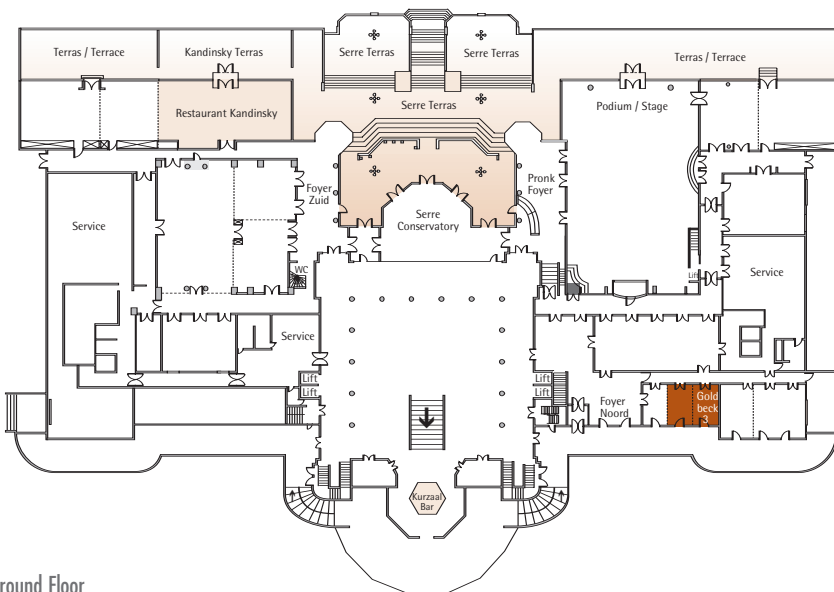 Serre Terras
Serre Terras
Terras / Terrace
Kandinsky Terras
Terras / Terrace
Restaurant Kandinsky
Serre Terras
Podium / Stage
Service
Foyer
Zuid
Serre
Conservatory
Pronk
Foyer
WC
Lift
Service
Service
Lift
Lift
Lift
Lift
Foyer
Noord
Gold
beck
3
Kurzaal
Bar
round Floor